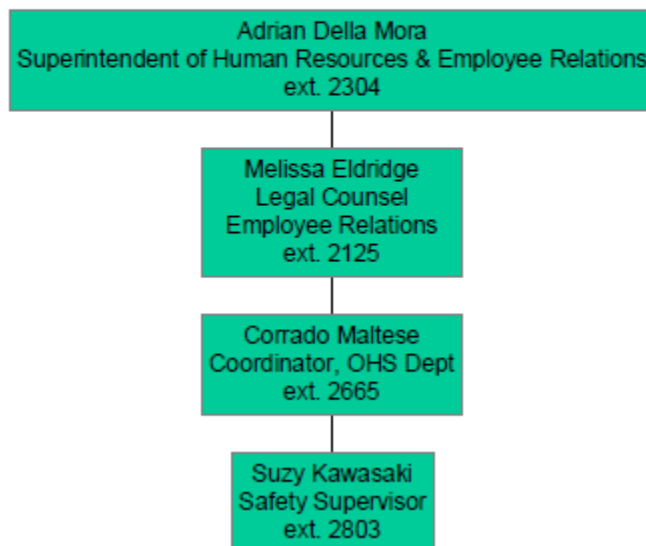 Adrian Della Mora
Superintendent of Human Resources & Employee Relations
ext. 2304
Melissa Eldridge
Legal Counsel
Employee Relations
ext. 2125
Corrado Maltese
Coordinator, OHS Dept
ext. 2665
Suzy Kawasaki
Safety Supervisor
ext. 2803